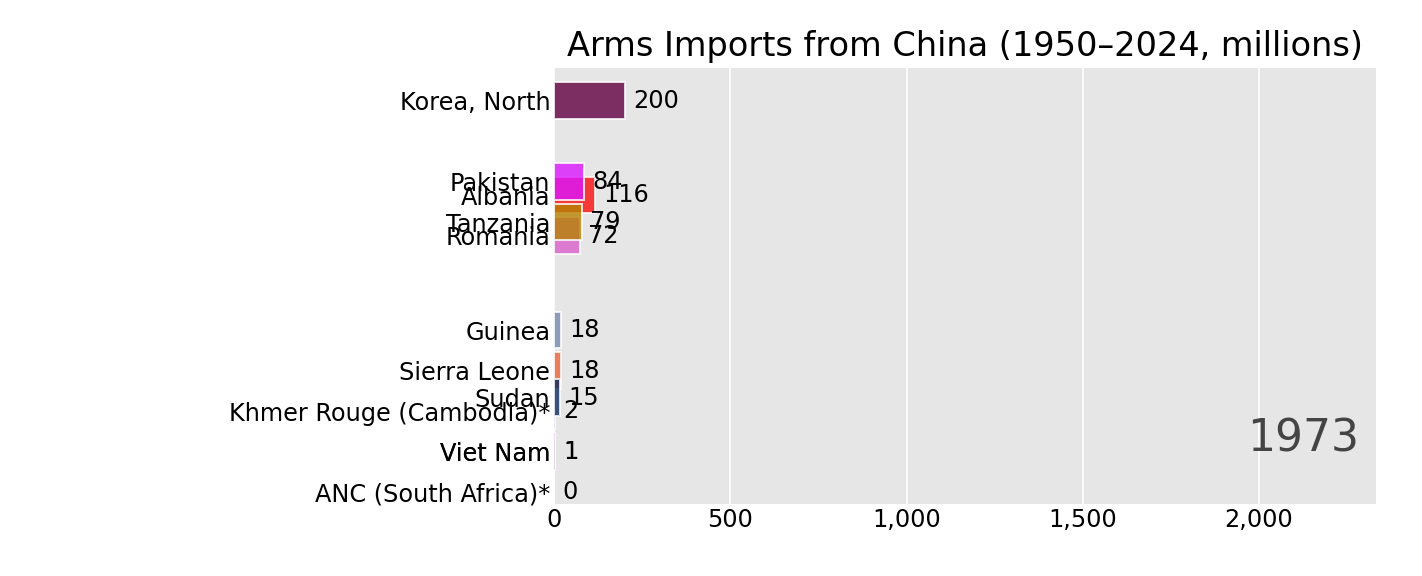 Arms Imports from China (1950–2024, millions)
Korea, North 200
Pakistan 84
Albania 116
Tanzania 79
Romania 72
Guinea 18
Sierra Leone 18
Sudan 15
Khmer Rouge (Cambodia)* 2
1973
Viet Nam 1
ANC (South Africa)* 0
0 500 1,000 1,500 2,000